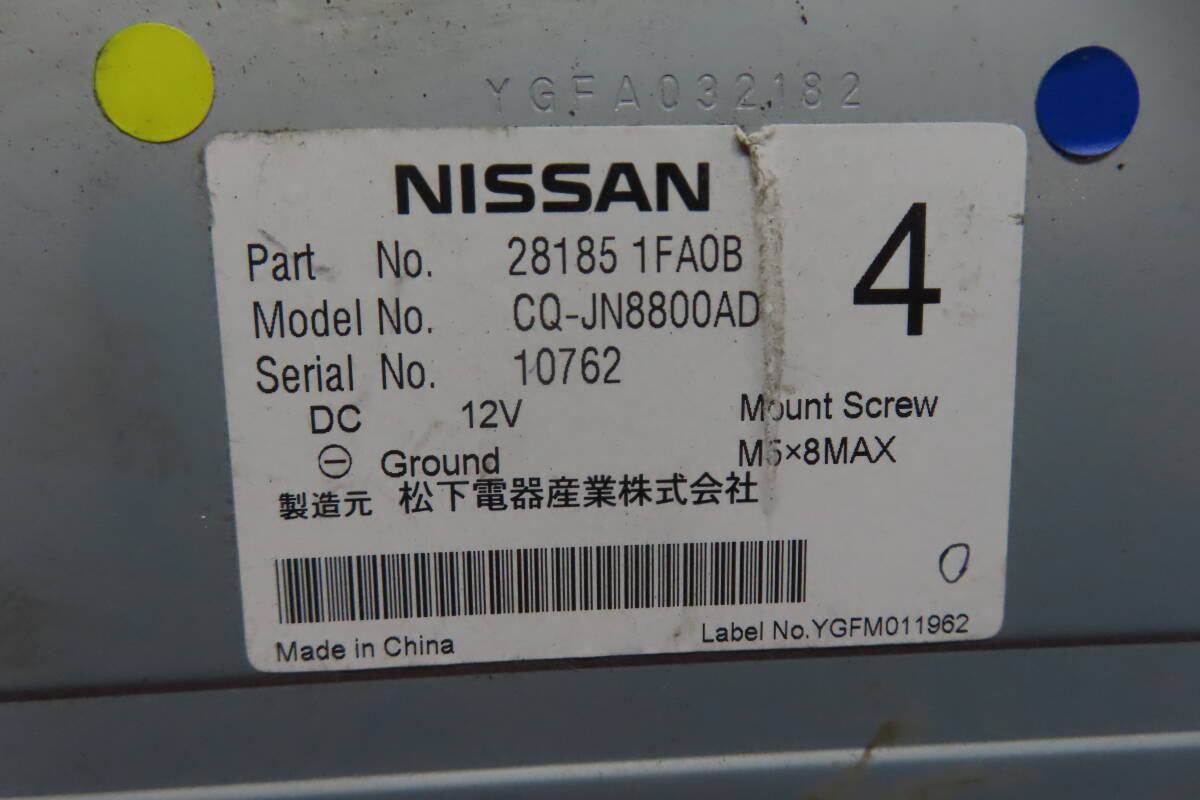 YGFA032182
NISSAN
4
Part No. 28185 1FA0B
Model No. CQ-JN8800AD
Serial No. 10762
DC 12V
Mount Screw
⊖ Ground
M5×8MAX
製造元 松下電器産業株式会社
0
Made in China
Label No.YGFM011962